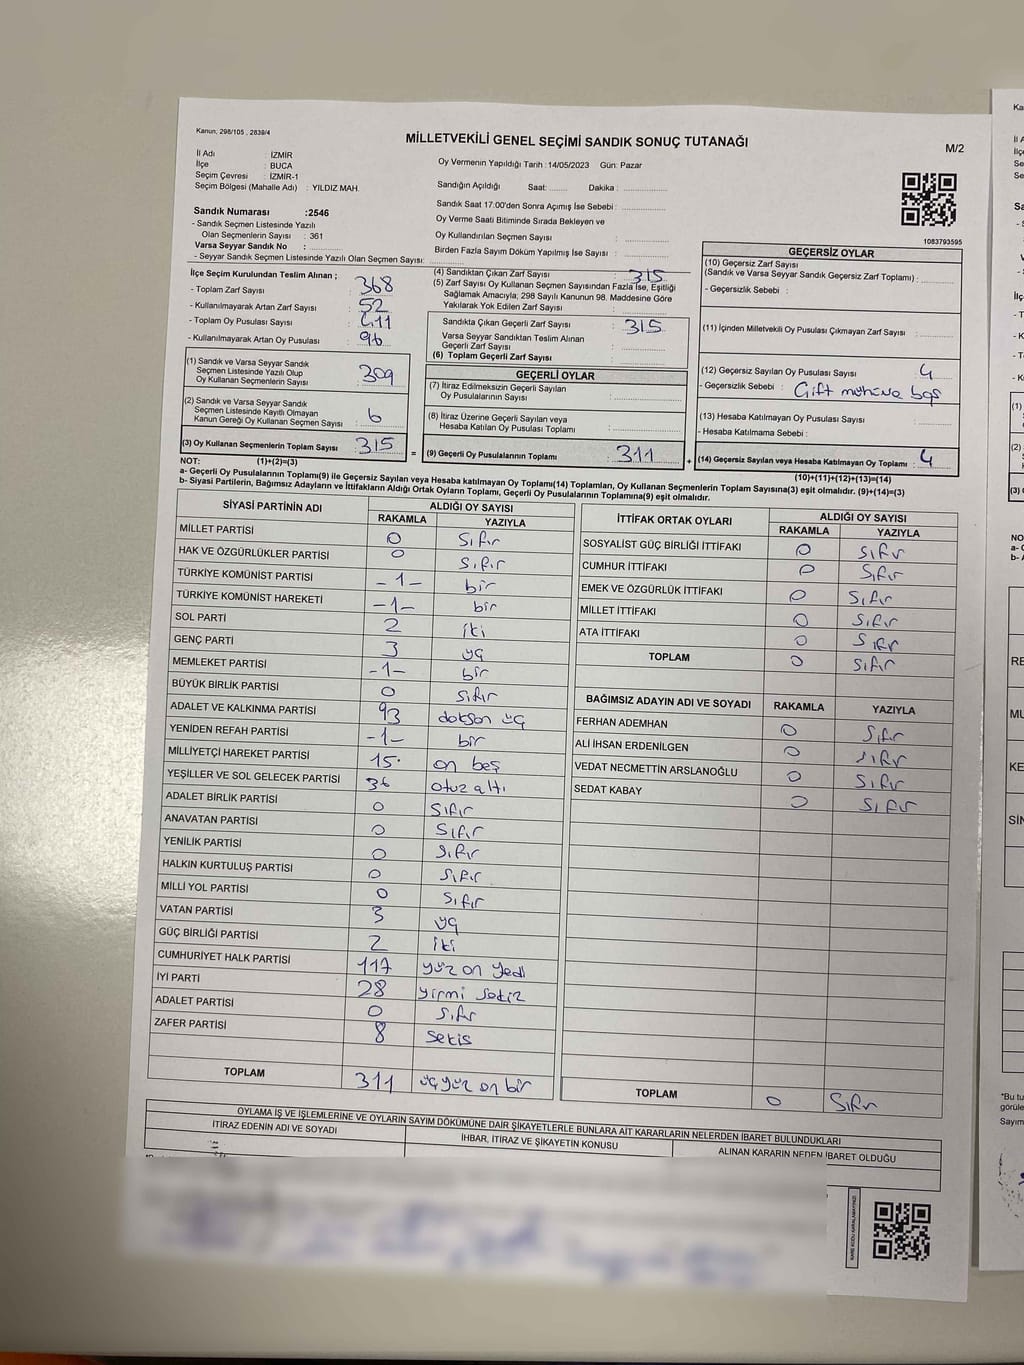 Kanun, 298/105 , 2839/4
MİLLETVEKİLİ GENEL SEÇİMİ SANDIK SONUÇ TUTANAĞI
M/2
İl Adı İZMİR
İlçe : BUCA
Seçim Çevresi : İZMİR-1
Seçim Bölgesi (Mahalle Adı) : YILDIZ MAH.
Sandık Numarası :2546
- Sandık Seçmen Listesinde Yazılı
Olan Seçmenlerin Sayısı : 361
Varsa Seyyar Sandık No :
- Seyyar Sandık Seçmen Listesinde Yazılı Olan Seçmen Sayısı:
Oy Vermenin Yapıldığı Tarih :14/05/2023 Gün: Pazar
Sandığın Açıldığı Saat: Dakika :
Sandık Saat 17:00'den Sonra Açımış İse Sebebi :
Oy Verme Saati Bitiminde Sırada Bekleyen ve
Oy Kullandırılan Seçmen Sayısı :
Birden Fazla Sayım Döküm Yapılmış İse Sayısı :
1083793595
İlçe Seçim Kurulundan Teslim Alınan ;
- Toplam Zarf Sayısı : 368
- Kullanılmayarak Artan Zarf Sayısı : 52
- Toplam Oy Pusulası Sayısı : 411
- Kullanılmayarak Artan Oy Pusulası : 96
(1) Sandık ve Varsa Seyyar Sandık
Seçmen Listesinde Yazılı Olup
Oy Kullanan Seçmenlerin Sayısı : 309
(2) Sandık ve Varsa Seyyar Sandık
Seçmen Listesinde Kayıtlı Olmayan
Kanun Gereği Oy Kullanan Seçmen Sayısı : 6
(3) Oy Kullanan Seçmenlerin Toplam Sayısı : 315
(4) Sandıktan Çıkan Zarf Sayısı : 315
(5) Zarf Sayısı Oy Kullanan Seçmen Sayısından Fazla İse, Eşitliği
Sağlamak Amacıyla; 298 Sayılı Kanunun 98. Maddesine Göre
Yakılarak Yok Edilen Zarf Sayısı :
Sandıkta Çıkan Geçerli Zarf Sayısı : 315
Varsa Seyyar Sandıktan Teslim Alınan
Geçerli Zarf Sayısı :
(6) Toplam Geçerli Zarf Sayısı :
GEÇERLİ OYLAR
(7) İtiraz Edilmeksizin Geçerli Sayılan
Oy Pusulalarının Sayısı :
(8) İtiraz Üzerine Geçerli Sayılan veya
Hesaba Katılan Oy Pusulası Toplamı :
= (9) Geçerli Oy Pusulalarının Toplamı : 311 +
GEÇERSİZ OYLAR
(10) Geçersiz Zarf Sayısı
(Sandık ve Varsa Seyyar Sandık Geçersiz Zarf Toplamı) :
- Geçersizlik Sebebi :
(11) İçinden Milletvekili Oy Pusulası Çıkmayan Zarf Sayısı :
(12) Geçersiz Sayılan Oy Pusulası Sayısı : 4
- Geçersizlik Sebebi : Çift
(13) Hesaba Katılmayan Oy Pusulası Sayısı :
- Hesaba Katılmama Sebebi :
(14) Geçersiz Sayılan veya Hesaba Katılmayan Oy Toplamı : 4
NOT: (1)+(2)=(3)
(10)+(11)+(12)+(13)=(14)
a- Geçerli Oy Pusulalarının Toplamı(9) ile Geçersiz Sayılan veya Hesaba katılmayan Oy Toplamı(14) Toplamları, Oy Kullanan Seçmenlerin Toplam Sayısına(3) eşit olmalıdır. (9)+(14)=(3)
b- Siyasi Partilerin, Bağımsız Adayların ve İttifakların Aldığı Ortak Oyların Toplamı, Geçerli Oy Pusulalarının Toplamına(9) eşit olmalıdır.
SİYASİ PARTİNİN ADI ALDIĞI OY SAYISI
RAKAMLA YAZIYLA
MİLLET PARTİSİ 0 Sıfır
HAK VE ÖZGÜRLÜKLER PARTİSİ 0 Sıfır
TÜRKİYE KOMÜNİST PARTİSİ -1- bir
TÜRKİYE KOMÜNİST HAREKETİ -1- bir
SOL PARTİ 2 iki
GENÇ PARTİ 3 üç
MEMLEKET PARTİSİ -1- bir
BÜYÜK BİRLİK PARTİSİ 0 sıfır
ADALET VE KALKINMA PARTİSİ 93 doksan üç
YENİDEN REFAH PARTİSİ -1- bir
MİLLİYETÇİ HAREKET PARTİSİ 15 on beş
YEŞİLLER VE SOL GELECEK PARTİSİ 36 otuz altı
ADALET BİRLİK PARTİSİ 0 Sıfır
ANAVATAN PARTİSİ 0 Sıfır
YENİLİK PARTİSİ 0 Sıfır
HALKIN KURTULUŞ PARTİSİ 0 Sıfır
MİLLİ YOL PARTİSİ 0 Sıfır
VATAN PARTİSİ 3 üç
GÜÇ BİRLİĞİ PARTİSİ 2 iki
CUMHURİYET HALK PARTİSİ 117 yüz on yedi
İYİ PARTİ 28 yirmi sekiz
ADALET PARTİSİ 0 Sıfır
ZAFER PARTİSİ 8 sekis
TOPLAM 311 üçyüz on bir
İTTİFAK ORTAK OYLARI ALDIĞI OY SAYISI
RAKAMLA YAZIYLA
SOSYALİST GÜÇ BİRLİĞİ İTTİFAKI 0 Sıfır
CUMHUR İTTİFAKI 0 Sıfır
EMEK VE ÖZGÜRLÜK İTTİFAKI 0 Sıfır
MİLLET İTTİFAKI 0 Sıfır
ATA İTTİFAKI 0 Sıfır
TOPLAM 0 Sıfır
BAĞIMSIZ ADAYIN ADI VE SOYADI RAKAMLA YAZIYLA
FERHAN ADEMHAN 0 Sıfır
ALİ İHSAN ERDENİLGEN 0 Sıfır
VEDAT NECMETTİN ARSLANOĞLU 0 Sıfır
SEDAT KABAY 0 Sıfır
TOPLAM 0 Sıfır
OYLAMA İŞ VE İŞLEMLERİNE VE OYLARIN SAYIM DÖKÜMÜNE DAİR ŞİKAYETLERLE BUNLARA AİT KARARLARIN NELERDEN İBARET BULUNDUKLARI
İTİRAZ EDENİN ADI VE SOYADI İHBAR, İTİRAZ VE ŞİKAYETİN KONUSU ALINAN KARARIN NEDEN İBARET OLDUĞU